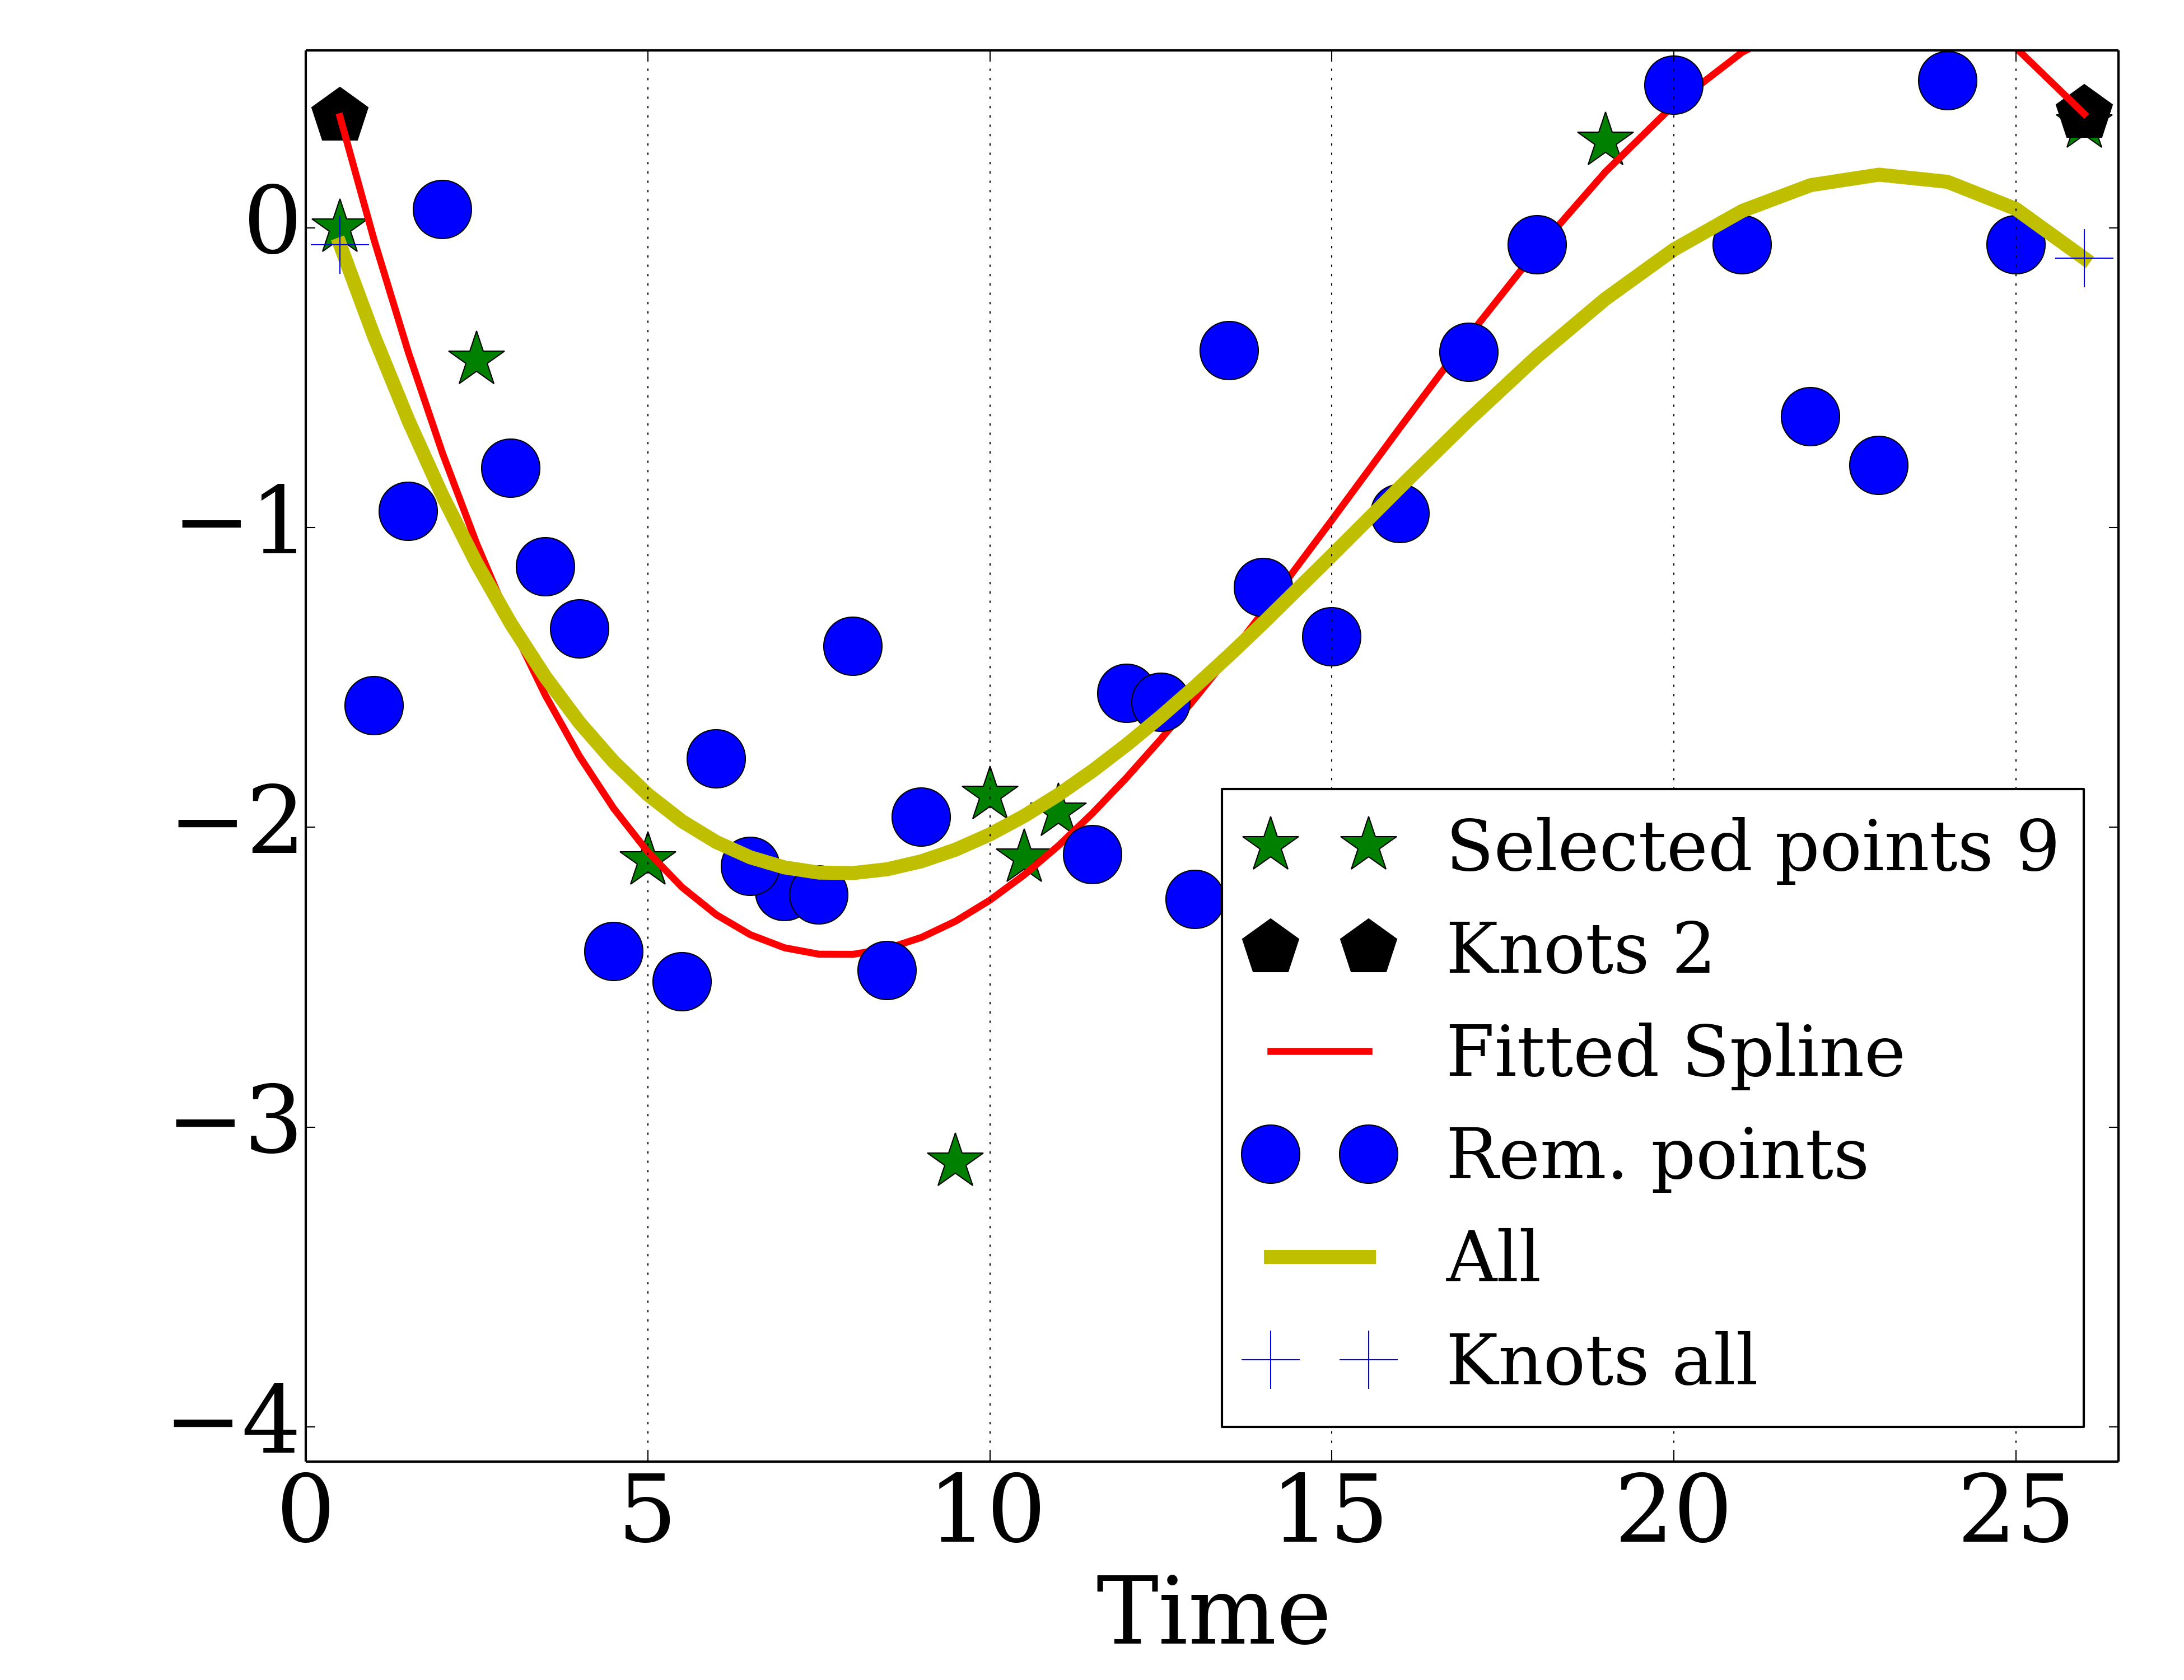 0
−1
−2
−3
−4
0 5 10 15 20 25
Time
Selected points 9
Knots 2
Fitted Spline
Rem. points
All
Knots all